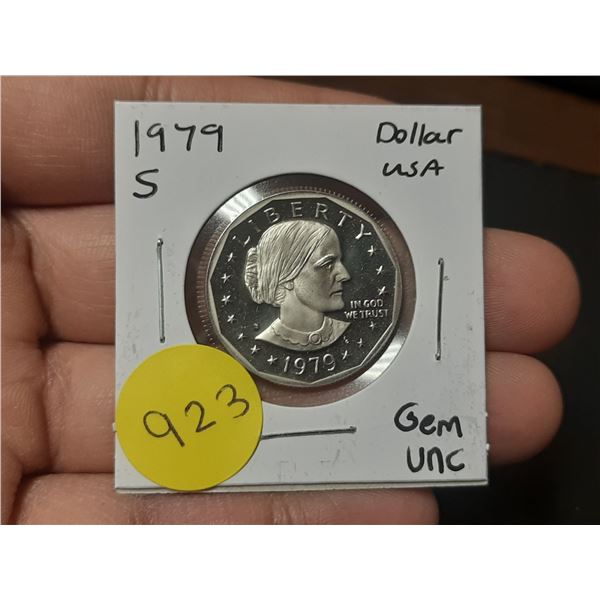 1979
S
Dollar
USA
LIBERTY
IN GOD
WE TRUST
S
1979
923
Gem
UNC